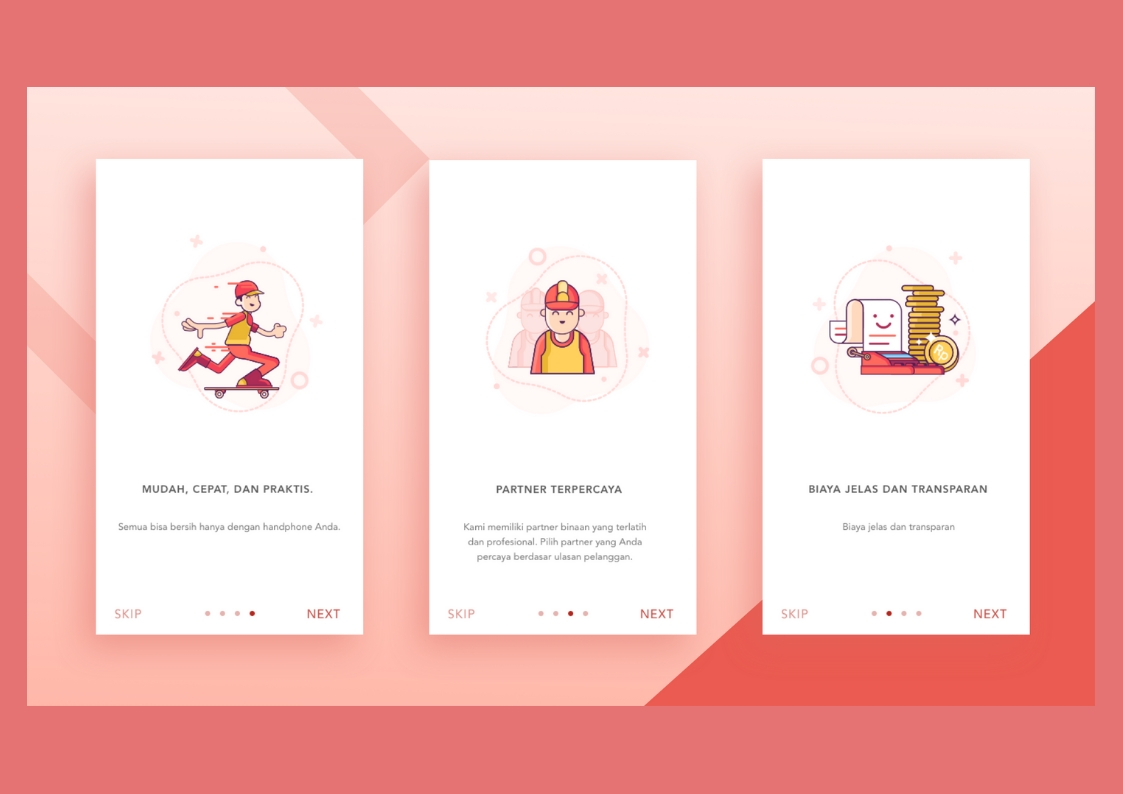 MUDAH, CEPAT, DAN PRAKTIS.
Semua bisa bersih hanya dengan handphone Anda.
SKIP
NEXT
PARTNER TERPERCAYA
Kami memiliki partner binaan yang terlatih
dan profesional. Pilih partner yang Anda
percaya berdasar ulasan pelanggan.
SKIP
NEXT
Rp
BIAYA JELAS DAN TRANSPARAN
Biaya jelas dan transparan
SKIP
NEXT